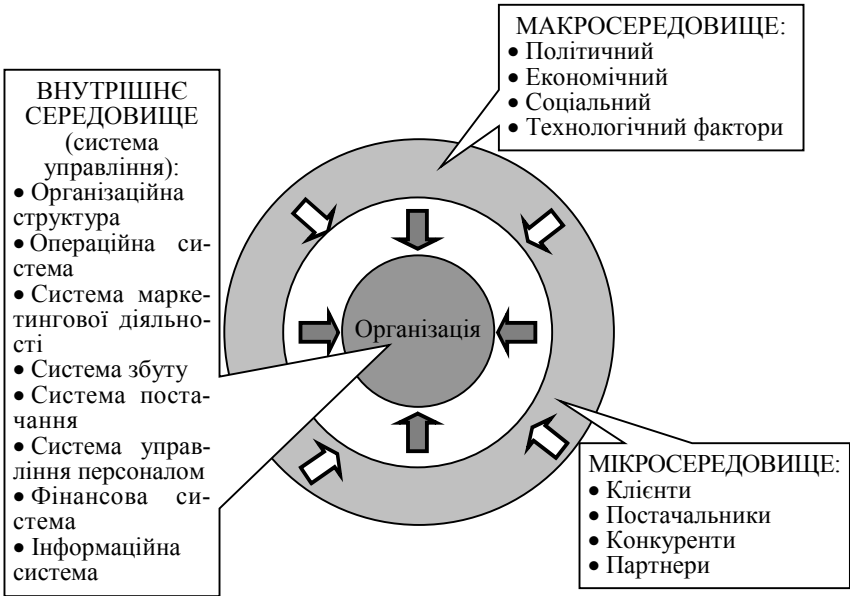 МАКРОСЕРЕДОВИЩЕ:
• Політичний
• Економічний
• Соціальний
• Технологічний фактори
ВНУТРІШНЄ
СЕРЕДОВИЩЕ
(система
управління):
• Організаційна
структура
• Операційна си-
стема
• Система марке-
тингової діяльно-
сті
• Система збуту
• Система поста-
чання
• Система управ-
ління персоналом
• Фінансова си-
стема
• Інформаційна
система
Організація
МІКРОСЕРЕДОВИЩЕ:
• Клієнти
• Постачальники
• Конкуренти
• Партнери